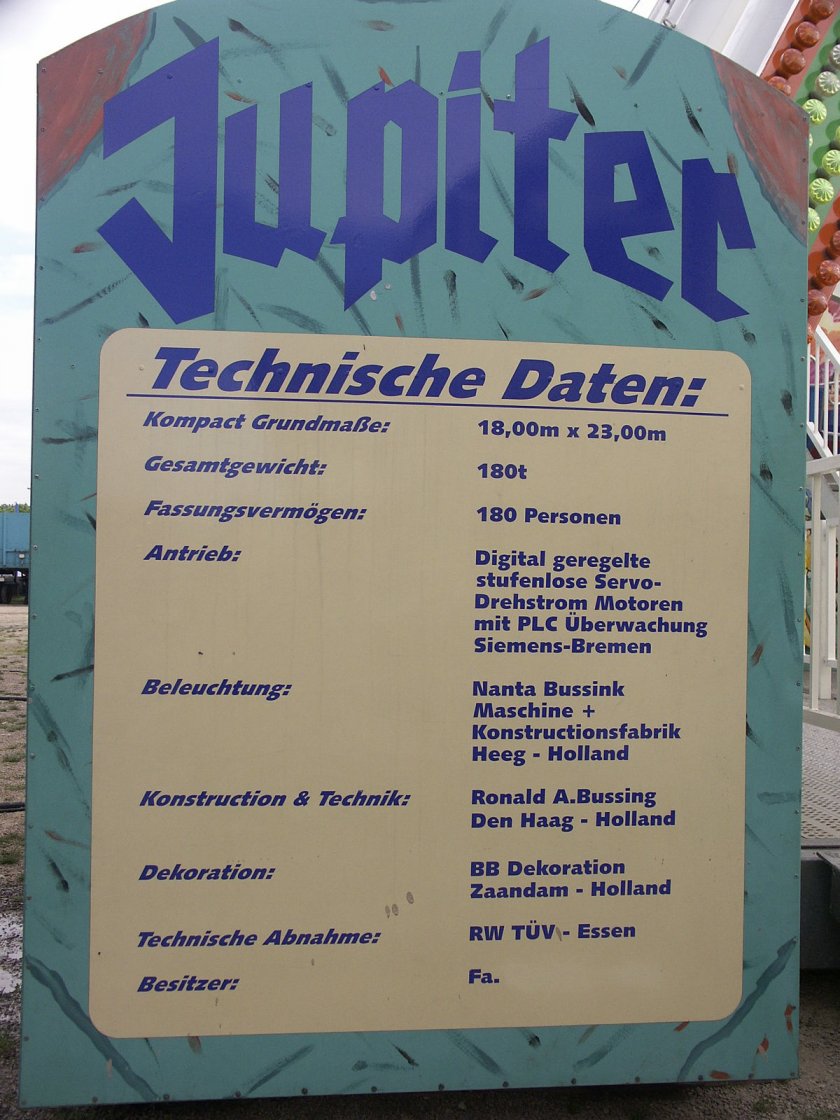 Jupiter
Technische Daten:
Kompact Grundmaße: 18,00m x 23,00m
Gesamtgewicht: 180t
Fassungsvermögen: 180 Personen
Antrieb: Digital geregelte
stufenlose Servo-
Drehstrom Motoren
mit PLC Überwachung
Siemens-Bremen
Beleuchtung: Nanta Bussink
Maschine +
Konstructionsfabrik
Heeg - Holland
Konstruction & Technik: Ronald A.Bussing
Den Haag - Holland
Dekoration: BB Dekoration
Zaandam - Holland
Technische Abnahme: RW TÜV - Essen
Besitzer: Fa.